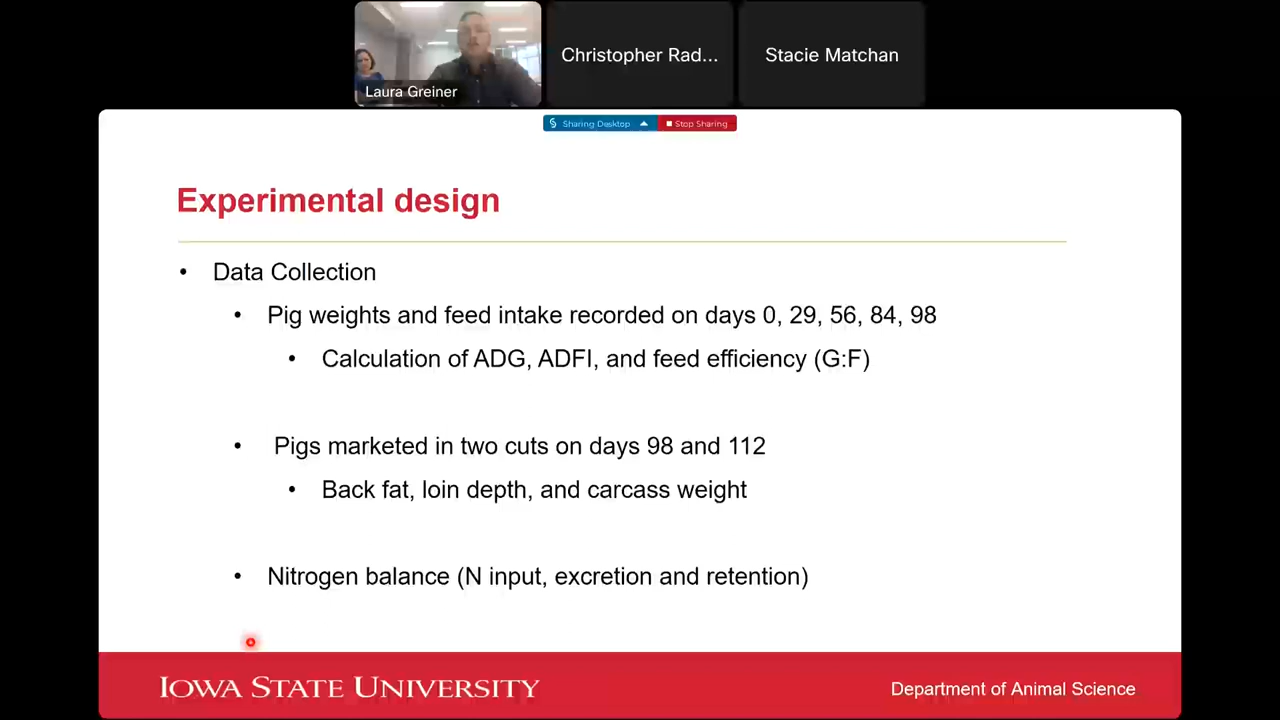 Laura Greiner
Christopher Rad...
Stacie Matchan
Sharing Desktop
Stop Sharing
Experimental design
• Data Collection
• Pig weights and feed intake recorded on days 0, 29, 56, 84, 98
• Calculation of ADG, ADFI, and feed efficiency (G:F)
• Pigs marketed in two cuts on days 98 and 112
• Back fat, loin depth, and carcass weight
• Nitrogen balance (N input, excretion and retention)
IOWA STATE UNIVERSITY
Department of Animal Science